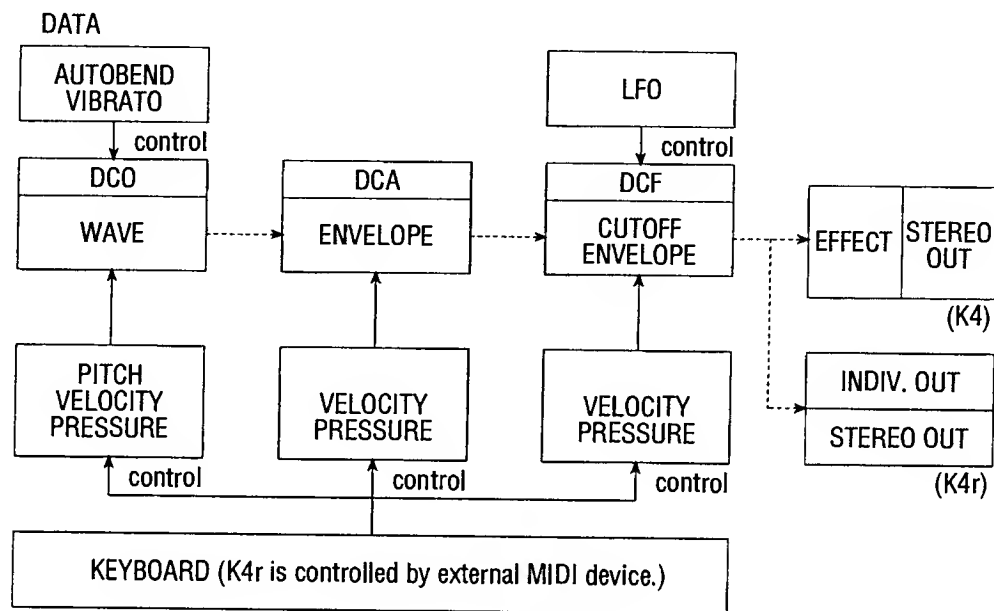 DATA
AUTOBEND
VIBRATO
LFO
control
control
DCO
DCA
DCF
WAVE
ENVELOPE
CUTOFF
ENVELOPE
EFFECT
STEREO
OUT
(K4)
PITCH
VELOCITY
PRESSURE
VELOCITY
PRESSURE
VELOCITY
PRESSURE
INDIV. OUT
STEREO OUT
(K4r)
control
control
control
KEYBOARD (K4r is controlled by external MIDI device.)